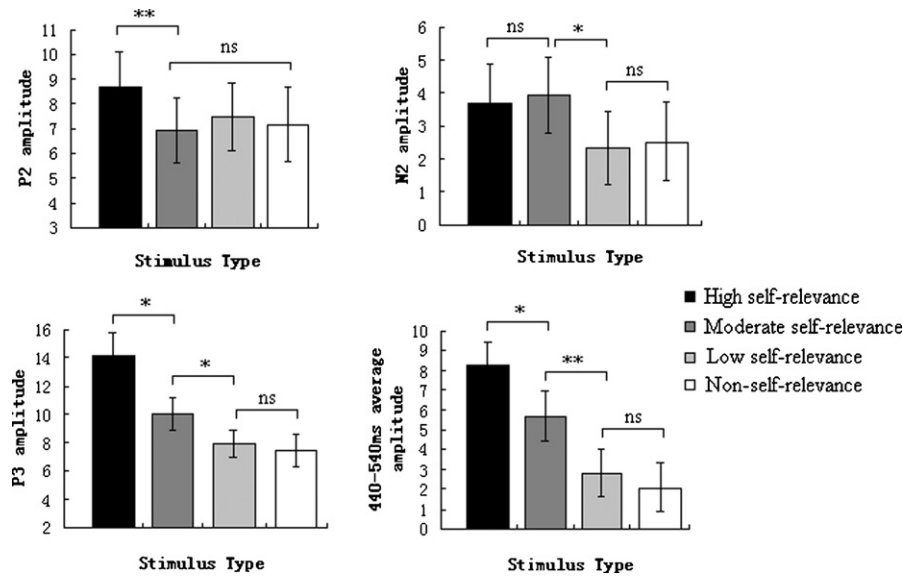 **
ns
11
10
9
8
7
6
5
4
3
P2 amplitude
Stimulus Type
ns
*
ns
6
5
4
3
2
1
0
N2 amplitude
Stimulus Type
*
*
ns
16
14
12
10
8
6
4
2
P3 amplitude
Stimulus Type
*
**
ns
10
9
8
7
6
5
4
3
2
1
0
440-540ms average
amplitude
Stimulus Type
High self-relevance
Moderate self-relevance
Low self-relevance
Non-self-relevance